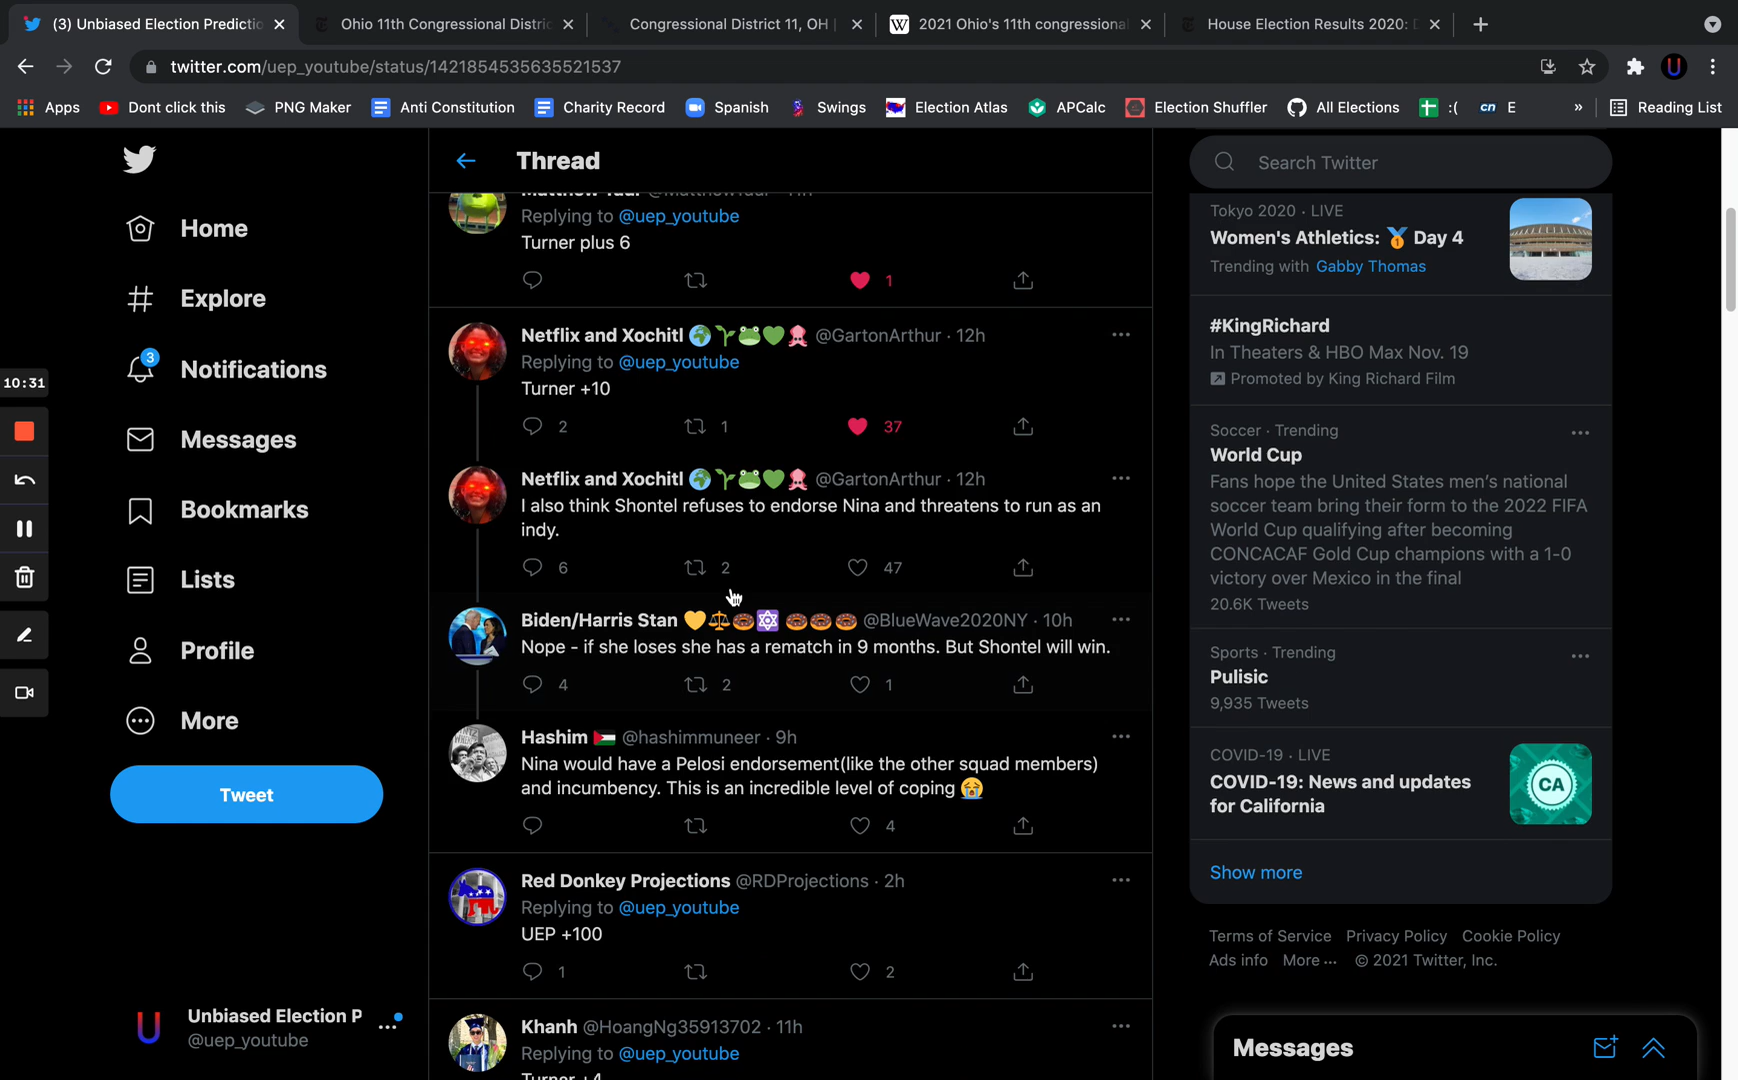 (3) Unbiased Election Predictio
Ohio 11th Congressional Distric
Congressional District 11, OH
2021 Ohio's 11th congressional
House Election Results 2020: D
twitter.com/uep_youtube/status/1421854535635521537
Apps
Dont click this
PNG Maker
Anti Constitution
Charity Record
Spanish
Swings
Election Atlas
APCalc
Election Shuffler
All Elections
:(
cn E
»
Reading List
Home
Explore
3
Notifications
Messages
Bookmarks
Lists
Profile
More
Tweet
Unbiased Election P
@uep_youtube
10:31
Thread
Replying to @uep_youtube
Turner plus 6
1
Netflix and Xochitl 🌍🌱🐸💚🦑 @GartonArthur · 12h
Replying to @uep_youtube
Turner +10
2 1 37
Netflix and Xochitl 🌍🌱🐸💚🦑 @GartonArthur · 12h
I also think Shontel refuses to endorse Nina and threatens to run as an
indy.
6 2 47
Biden/Harris Stan 💛⚖️🍩🔯 🍩🍩🍩 @BlueWave2020NY · 10h
Nope - if she loses she has a rematch in 9 months. But Shontel will win.
4 2 1
Hashim 🇵🇸 @hashimmuneer · 9h
Nina would have a Pelosi endorsement(like the other squad members)
and incumbency. This is an incredible level of coping 😭
4
Red Donkey Projections @RDProjections · 2h
Replying to @uep_youtube
UEP +100
1 2
Khanh @HoangNg35913702 · 11h
Replying to @uep_youtube
Search Twitter
Tokyo 2020 · LIVE
Women's Athletics: 🏅 Day 4
Trending with Gabby Thomas
#KingRichard
In Theaters & HBO Max Nov. 19
Promoted by King Richard Film
Soccer · Trending
World Cup
Fans hope the United States men's national
soccer team bring their form to the 2022 FIFA
World Cup qualifying after becoming
CONCACAF Gold Cup champions with a 1-0
victory over Mexico in the final
20.6K Tweets
Sports · Trending
Pulisic
9,935 Tweets
COVID-19 · LIVE
COVID-19: News and updates
for California
CA
Show more
Terms of Service Privacy Policy Cookie Policy
Ads info More ··· © 2021 Twitter, Inc.
Messages